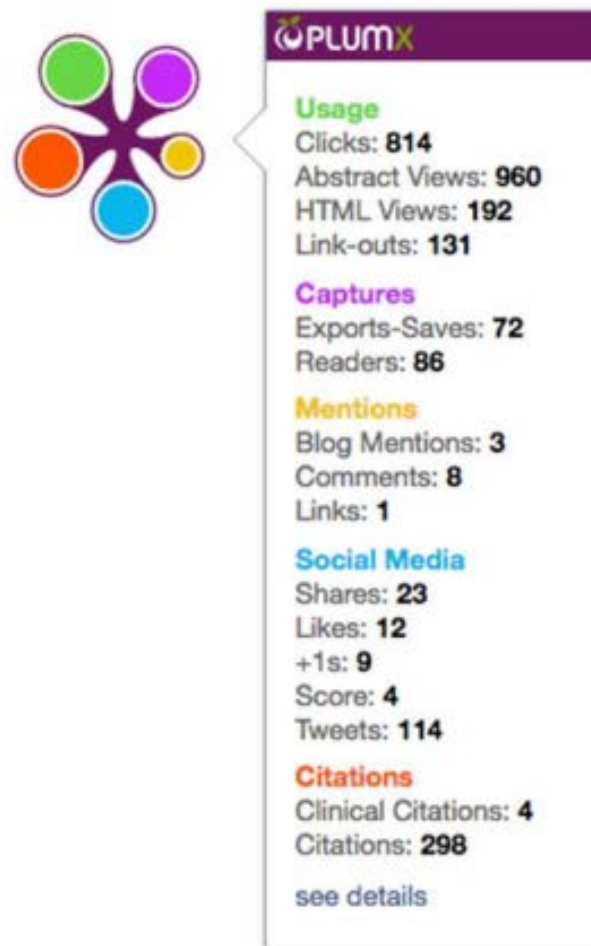 PLUMX
Usage
Clicks: 814
Abstract Views: 960
HTML Views: 192
Link-outs: 131
Captures
Exports-Saves: 72
Readers: 86
Mentions
Blog Mentions: 3
Comments: 8
Links: 1
Social Media
Shares: 23
Likes: 12
+1s: 9
Score: 4
Tweets: 114
Citations
Clinical Citations: 4
Citations: 298
see details